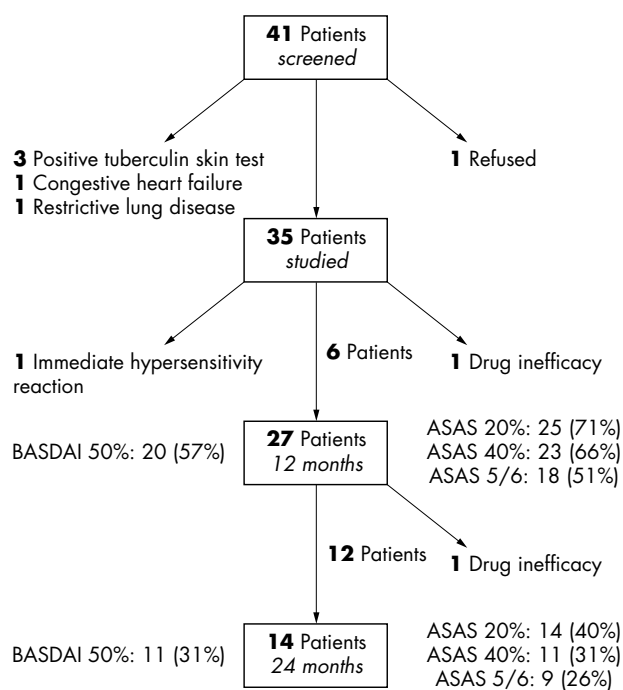 41 Patients
screened
3 Positive tuberculin skin test
1 Congestive heart failure
1 Restrictive lung disease
1 Refused
35 Patients
studied
1 Immediate hypersensitivity
reaction
6 Patients
1 Drug inefficacy
BASDAI 50%: 20 (57%)
27 Patients
12 months
ASAS 20%: 25 (71%)
ASAS 40%: 23 (66%)
ASAS 5/6: 18 (51%)
12 Patients
1 Drug inefficacy
BASDAI 50%: 11 (31%)
14 Patients
24 months
ASAS 20%: 14 (40%)
ASAS 40%: 11 (31%)
ASAS 5/6: 9 (26%)